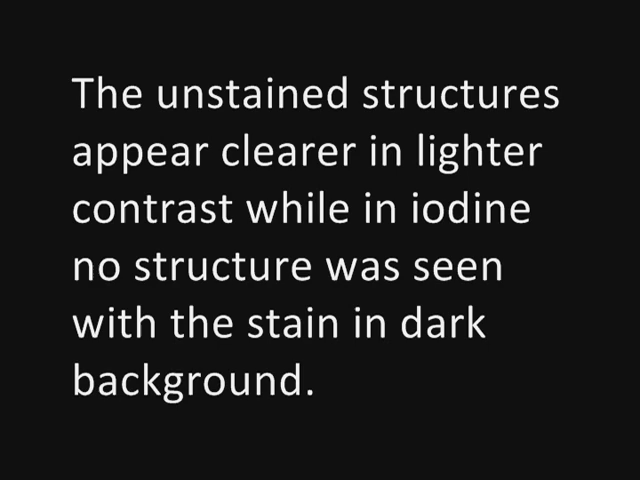 The unstained structures
appear clearer in lighter
contrast while in iodine
no structure was seen
with the stain in dark
background.